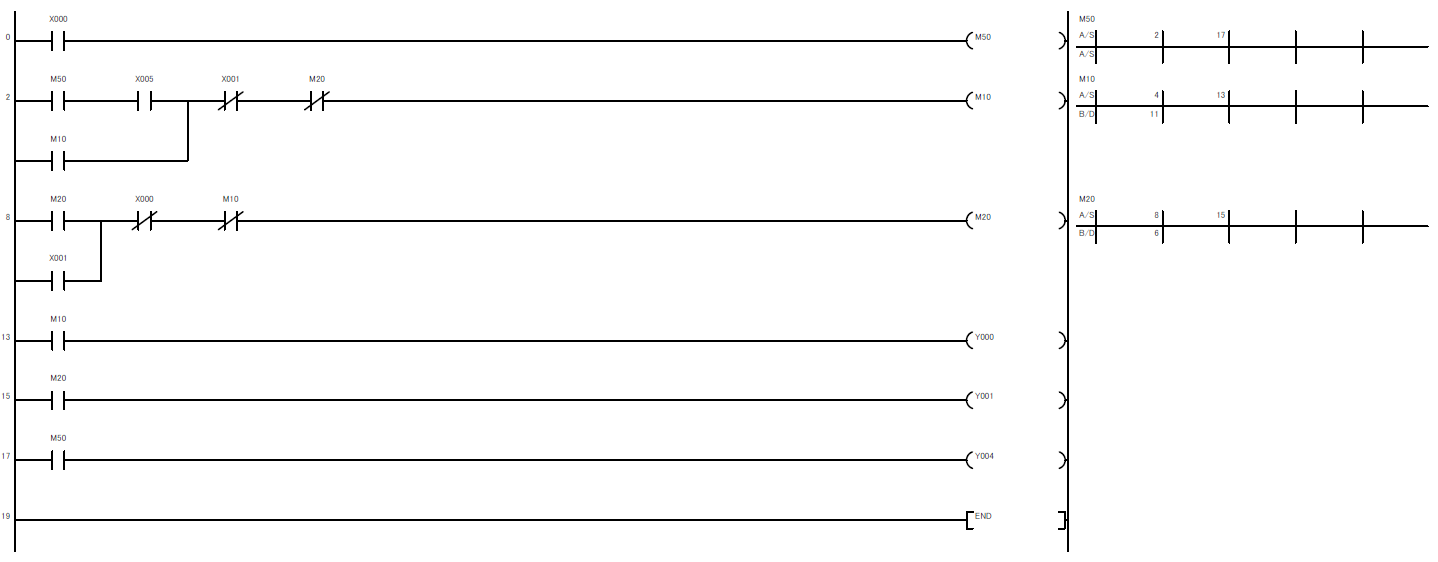 X000
0 M50
M50
A/S 2 17
A/S
M50 X005 X001 M20
2 M10
M10
A/S 4 13
B/D 11
M10
M20 X000 M10
8 M20
M20
A/S 8 15
B/D 6
X001
M10
13 Y000
M20
15 Y001
M50
17 Y004
19 END